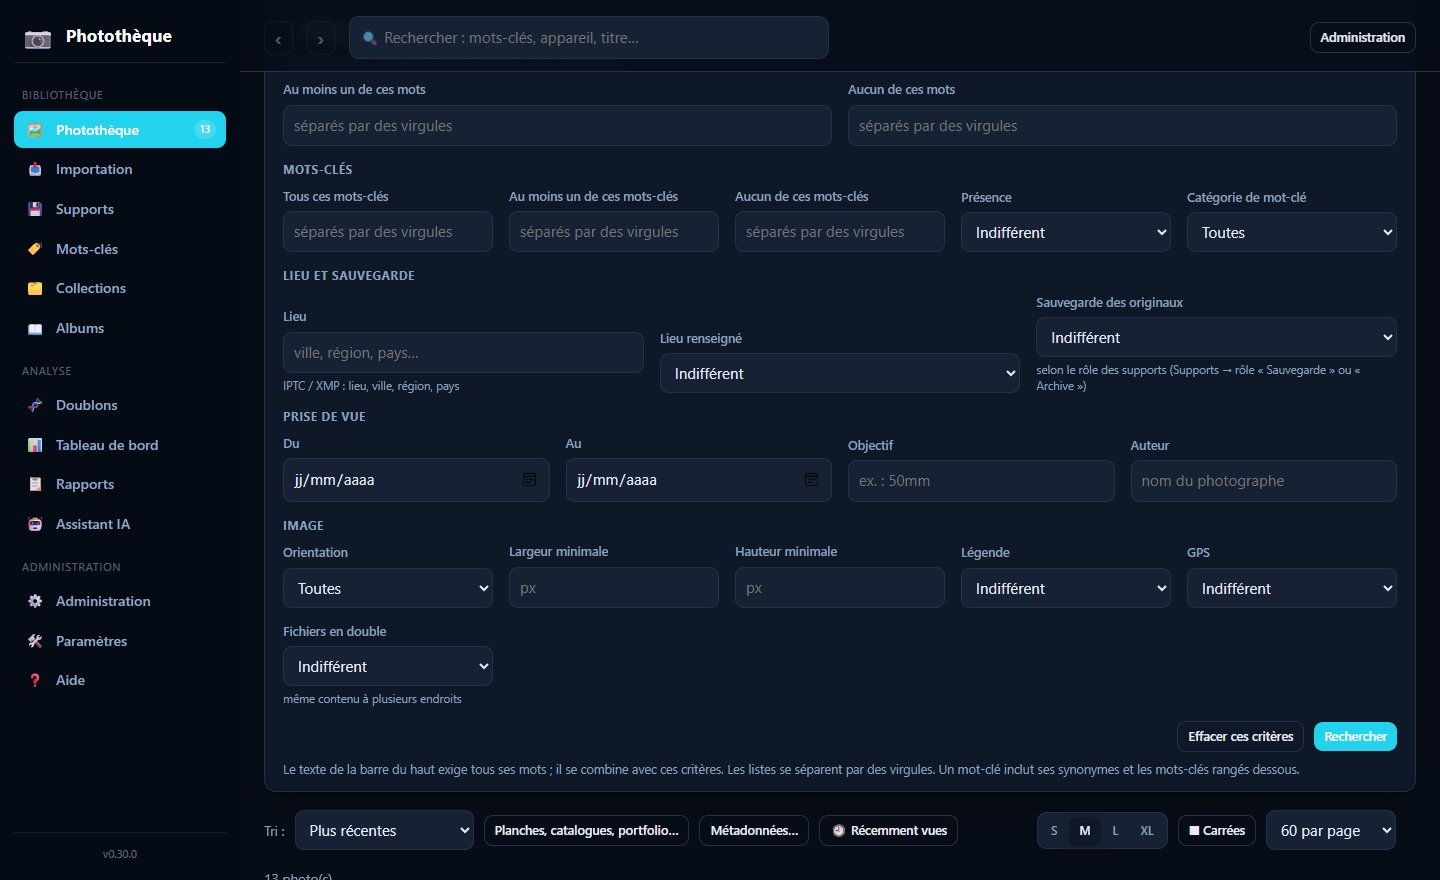 Photothèque
Rechercher : mots-clés, appareil, titre...
Administration
BIBLIOTHÈQUE
Photothèque 13
Importation
Supports
Mots-clés
Collections
Albums
ANALYSE
Doublons
Tableau de bord
Rapports
Assistant IA
ADMINISTRATION
Administration
Paramètres
Aide
v0.30.0
Au moins un de ces mots
Aucun de ces mots
séparés par des virgules
séparés par des virgules
MOTS-CLÉS
Tous ces mots-clés
Au moins un de ces mots-clés
Aucun de ces mots-clés
Présence
Catégorie de mot-clé
séparés par des virgules
séparés par des virgules
séparés par des virgules
Indifférent
Toutes
LIEU ET SAUVEGARDE
Lieu
ville, région, pays...
IPTC / XMP : lieu, ville, région, pays
Lieu renseigné
Indifférent
Sauvegarde des originaux
Indifférent
selon le rôle des supports (Supports → rôle « Sauvegarde » ou «
Archive »)
PRISE DE VUE
Du
Au
Objectif
Auteur
jj/mm/aaaa
jj/mm/aaaa
ex. : 50mm
nom du photographe
IMAGE
Orientation
Largeur minimale
Hauteur minimale
Légende
GPS
Toutes
px
px
Indifférent
Indifférent
Fichiers en double
Indifférent
même contenu à plusieurs endroits
Effacer ces critères
Rechercher
Le texte de la barre du haut exige tous ses mots ; il se combine avec ces critères. Les listes se séparent par des virgules. Un mot-clé inclut ses synonymes et les mots-clés rangés dessous.
Tri :
Plus récentes
Planches, catalogues, portfolio...
Métadonnées...
Récemment vues
S M L XL
Carrées
60 par page
13 photo(s)